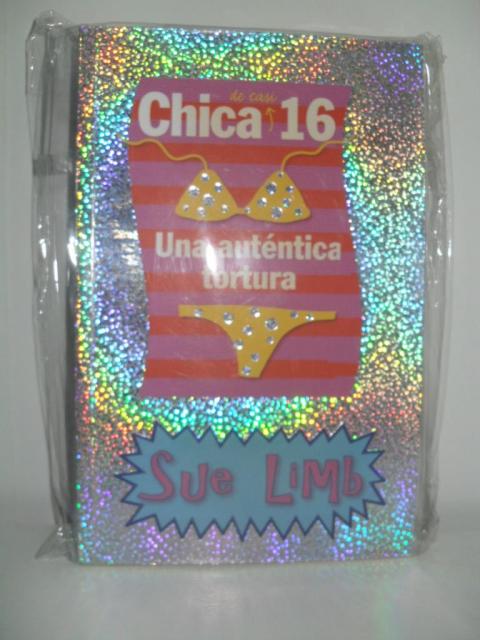 de casi
Chica 16
Una auténtica
tortura
Sue Limb